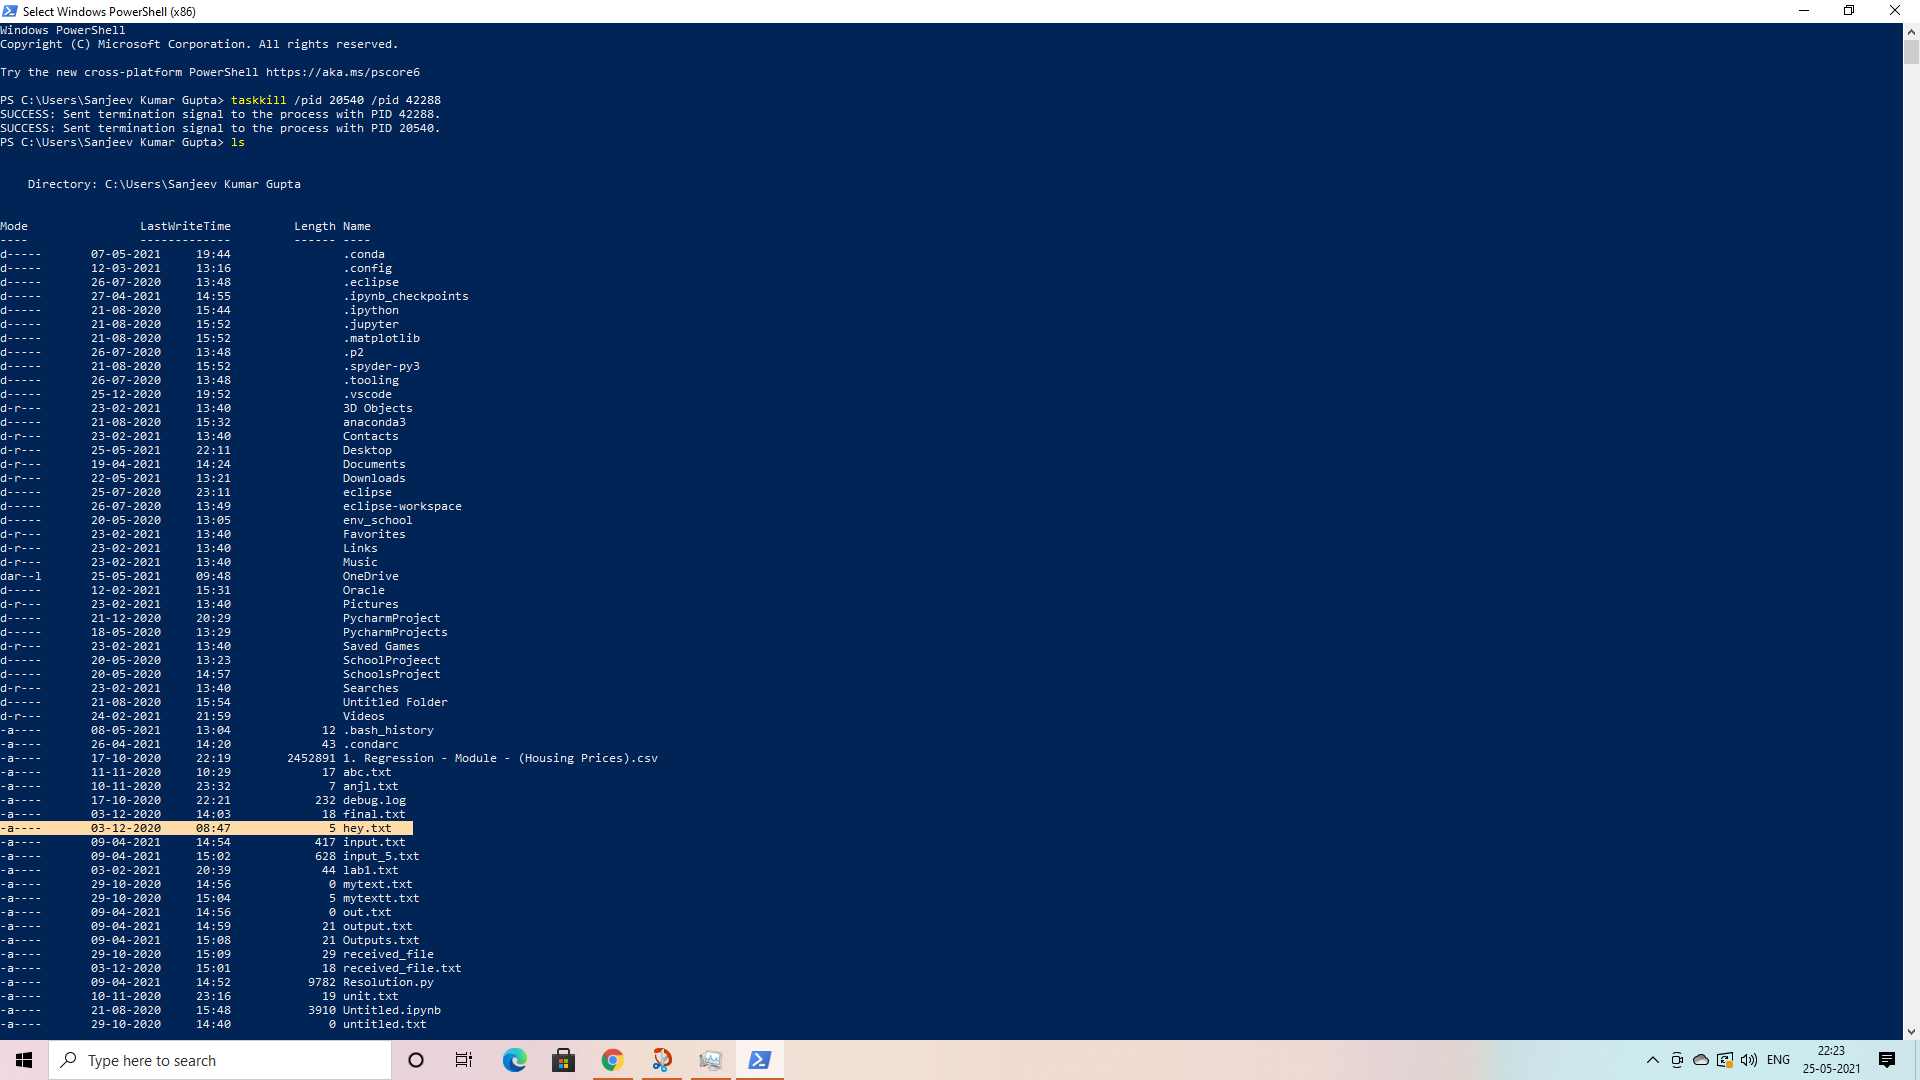 Select Windows PowerShell (x86)
Windows PowerShell
Copyright (C) Microsoft Corporation. All rights reserved.
Try the new cross-platform PowerShell https://aka.ms/pscore6
PS C:\Users\Sanjeev Kumar Gupta> taskkill /pid 20540 /pid 42288
SUCCESS: Sent termination signal to the process with PID 42288.
SUCCESS: Sent termination signal to the process with PID 20540.
PS C:\Users\Sanjeev Kumar Gupta> ls
Directory: C:\Users\Sanjeev Kumar Gupta
Mode LastWriteTime Length Name
---- ------------- ------ ----
d----- 07-05-2021 19:44 .conda
d----- 12-03-2021 13:16 .config
d----- 26-07-2020 13:48 .eclipse
d----- 27-04-2021 14:55 .ipynb_checkpoints
d----- 21-08-2020 15:44 .ipython
d----- 21-08-2020 15:52 .jupyter
d----- 21-08-2020 15:52 .matplotlib
d----- 26-07-2020 13:48 .p2
d----- 21-08-2020 15:52 .spyder-py3
d----- 26-07-2020 13:48 .tooling
d----- 25-12-2020 19:52 .vscode
d-r--- 23-02-2021 13:40 3D Objects
d----- 21-08-2020 15:32 anaconda3
d-r--- 23-02-2021 13:40 Contacts
d-r--- 25-05-2021 22:11 Desktop
d-r--- 19-04-2021 14:24 Documents
d-r--- 22-05-2021 13:21 Downloads
d----- 25-07-2020 23:11 eclipse
d----- 26-07-2020 13:49 eclipse-workspace
d----- 20-05-2020 13:05 env_school
d-r--- 23-02-2021 13:40 Favorites
d-r--- 23-02-2021 13:40 Links
d-r--- 23-02-2021 13:40 Music
dar--l 25-05-2021 09:48 OneDrive
d----- 12-02-2021 15:31 Oracle
d-r--- 23-02-2021 13:40 Pictures
d----- 21-12-2020 20:29 PycharmProject
d----- 18-05-2020 13:29 PycharmProjects
d-r--- 23-02-2021 13:40 Saved Games
d----- 20-05-2020 13:23 SchoolProjeect
d----- 20-05-2020 14:57 SchoolsProject
d-r--- 23-02-2021 13:40 Searches
d----- 21-08-2020 15:54 Untitled Folder
d-r--- 24-02-2021 21:59 Videos
-a---- 08-05-2021 13:04 12 .bash_history
-a---- 26-04-2021 14:20 43 .condarc
-a---- 17-10-2020 22:19 2452891 1. Regression - Module - (Housing Prices).csv
-a---- 11-11-2020 10:29 17 abc.txt
-a---- 10-11-2020 23:32 7 anjl.txt
-a---- 17-10-2020 22:21 232 debug.log
-a---- 03-12-2020 14:03 18 final.txt
-a---- 03-12-2020 08:47 5 hey.txt
-a---- 09-04-2021 14:54 417 input.txt
-a---- 09-04-2021 15:02 628 input_5.txt
-a---- 03-02-2021 20:39 44 lab1.txt
-a---- 29-10-2020 14:56 0 mytext.txt
-a---- 29-10-2020 15:04 5 mytextt.txt
-a---- 09-04-2021 14:56 0 out.txt
-a---- 09-04-2021 14:59 21 output.txt
-a---- 09-04-2021 15:08 21 Outputs.txt
-a---- 29-10-2020 15:09 29 received_file
-a---- 03-12-2020 15:01 18 received_file.txt
-a---- 09-04-2021 14:52 9782 Resolution.py
-a---- 10-11-2020 23:16 19 unit.txt
-a---- 21-08-2020 15:48 3910 Untitled.ipynb
-a---- 29-10-2020 14:40 0 untitled.txt
Type here to search
ENG
22:23
25-05-2021